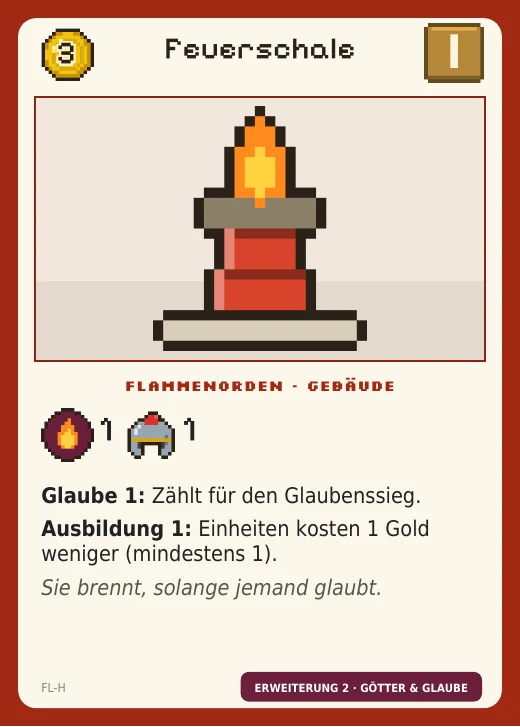 3
Feuerschale
I
FLAMMENORDEN · GEBÄUDE
1 1
Glaube 1: Zählt für den Glaubenssieg.
Ausbildung 1: Einheiten kosten 1 Gold
weniger (mindestens 1).
Sie brennt, solange jemand glaubt.
FL-H
ERWEITERUNG 2 · GÖTTER & GLAUBE